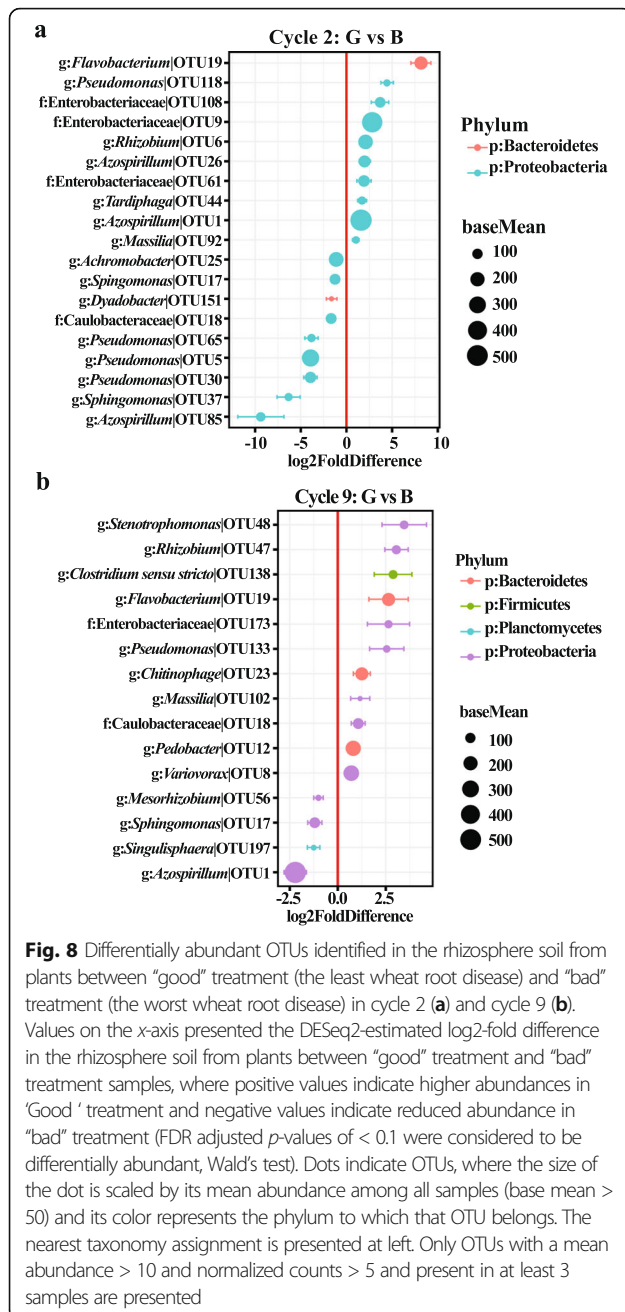 a
Cycle 2: G vs B
g:Flavobacterium|OTU19
g:Pseudomonas|OTU118
f:Enterobacteriaceae|OTU108
f:Enterobacteriaceae|OTU9
g:Rhizobium|OTU6
g:Azospirillum|OTU26
f:Enterobacteriaceae|OTU61
g:Tardiphaga|OTU44
g:Azospirillum|OTU1
g:Massilia|OTU92
g:Achromobacter|OTU25
g:Spingomonas|OTU17
g:Dyadobacter|OTU151
f:Caulobacteraceae|OTU18
g:Pseudomonas|OTU65
g:Pseudomonas|OTU5
g:Pseudomonas|OTU30
g:Sphingomonas|OTU37
g:Azospirillum|OTU85
-10 -5 0 5 10
log2FoldDifference
Phylum
p:Bacteroidetes
p:Proteobacteria
baseMean
100
200
300
400
500
b
Cycle 9: G vs B
g:Stenotrophomonas|OTU48
g:Rhizobium|OTU47
g:Clostridium sensu stricto|OTU138
g:Flavobacterium|OTU19
f:Enterobacteriaceae|OTU173
g:Pseudomonas|OTU133
g:Chitinophage|OTU23
g:Massilia|OTU102
f:Caulobacteraceae|OTU18
g:Pedobacter|OTU12
g:Variovorax|OTU8
g:Mesorhizobium|OTU56
g:Sphingomonas|OTU17
g:Singulisphaera|OTU197
g:Azospirillum|OTU1
-2.5 0.0 2.5
log2FoldDifference
Phylum
p:Bacteroidetes
p:Firmicutes
p:Planctomycetes
p:Proteobacteria
baseMean
100
200
300
400
500
Fig. 8 Differentially abundant OTUs identified in the rhizosphere soil from
plants between “good” treatment (the least wheat root disease) and “bad”
treatment (the worst wheat root disease) in cycle 2 (a) and cycle 9 (b).
Values on the x-axis presented the DESeq2-estimated log2-fold difference
in the rhizosphere soil from plants between “good” treatment and “bad”
treatment samples, where positive values indicate higher abundances in
‘Good ‘ treatment and negative values indicate reduced abundance in
“bad” treatment (FDR adjusted p-values of < 0.1 were considered to be
differentially abundant, Wald’s test). Dots indicate OTUs, where the size of
the dot is scaled by its mean abundance among all samples (base mean >
50) and its color represents the phylum to which that OTU belongs. The
nearest taxonomy assignment is presented at left. Only OTUs with a mean
abundance > 10 and normalized counts > 5 and present in at least 3
samples are presented